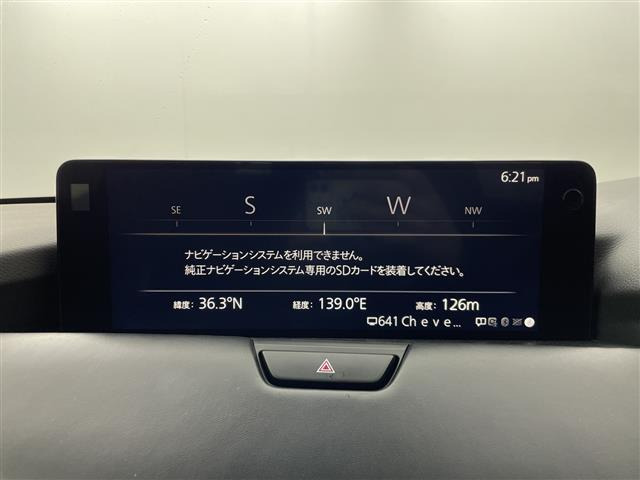 6:21pm
SE S SW W NW
ナビゲーションシステムを利用できません。
純正ナビゲーションシステム専用のSDカードを装着してください。
緯度: 36.3°N 経度: 139.0°E 高度: 126m
641 Cheve...